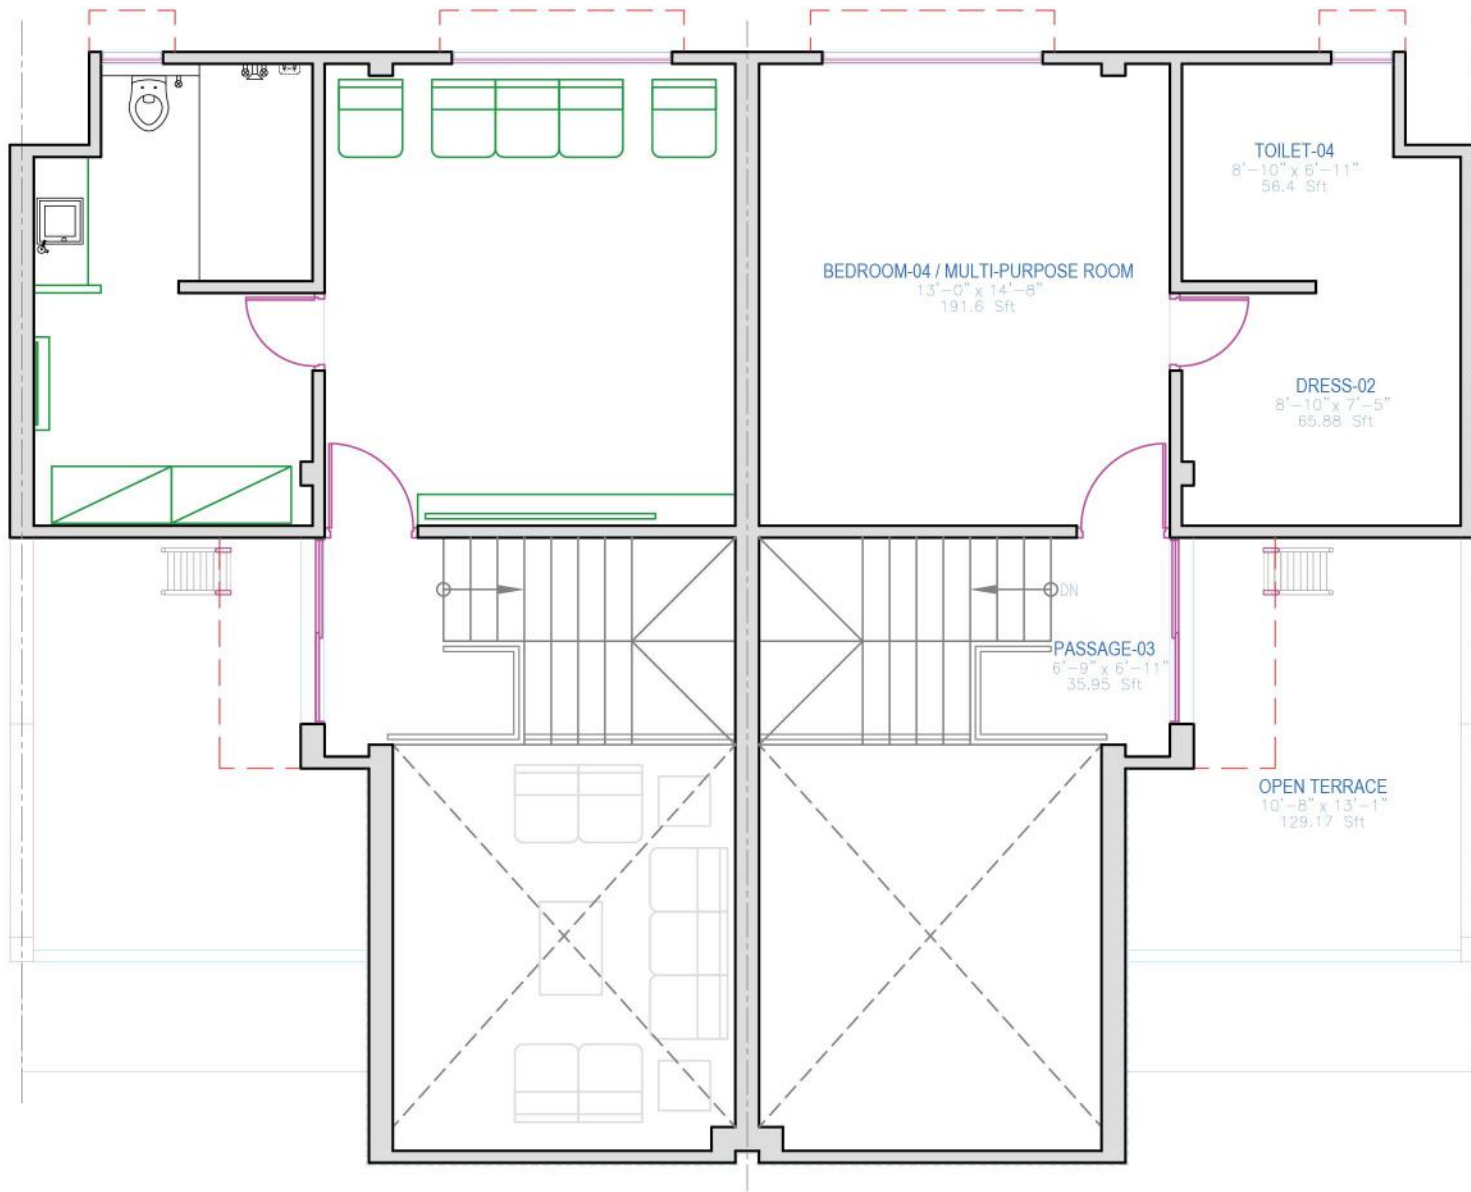 TOILET-04
8'-10" x 6'-11"
56.4 Sft
BEDROOM-04 / MULTI-PURPOSE ROOM
13'-0" x 14'-8"
191.6 Sft
DRESS-02
8'-10" x 7'-5"
65.88 Sft
DN
PASSAGE-03
6'-9" x 6'-11"
35.95 Sft
OPEN TERRACE
10'-8" x 13'-1"
129.17 Sft